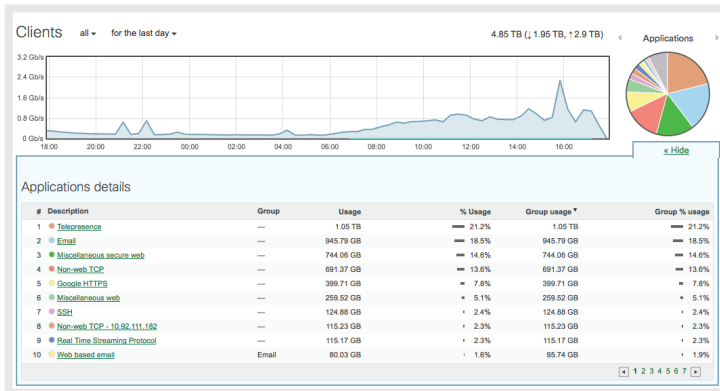 Clients all for the last day 4.85 TB (↓ 1.95 TB, ↑ 2.9 TB) Applications
3.2 Gb/s
2.4 Gb/s
1.6 Gb/s
0.8 Gb/s
0 Gb/s
18:00 20:00 22:00 00:00 02:00 04:00 06:00 08:00 10:00 12:00 14:00 16:00
« Hide
Applications details
# Description Group Usage % Usage Group usage ▼ Group % usage
1 Telepresence — 1.05 TB 21.2% 1.05 TB 21.2%
2 Email — 945.79 GB 18.5% 945.79 GB 18.5%
3 Miscellaneous secure web — 744.06 GB 14.6% 744.06 GB 14.6%
4 Non-web TCP — 691.37 GB 13.6% 691.37 GB 13.6%
5 Google HTTPS — 399.71 GB 7.8% 399.71 GB 7.8%
6 Miscellaneous web — 259.52 GB 5.1% 259.52 GB 5.1%
7 SSH — 124.88 GB 2.4% 124.88 GB 2.4%
8 Non-web TCP - 10.92.111.182 — 115.23 GB 2.3% 115.23 GB 2.3%
9 Real Time Streaming Protocol — 115.17 GB 2.3% 115.17 GB 2.3%
10 Web based email Email 80.03 GB 1.6% 95.74 GB 1.9%
1 2 3 4 5 6 7